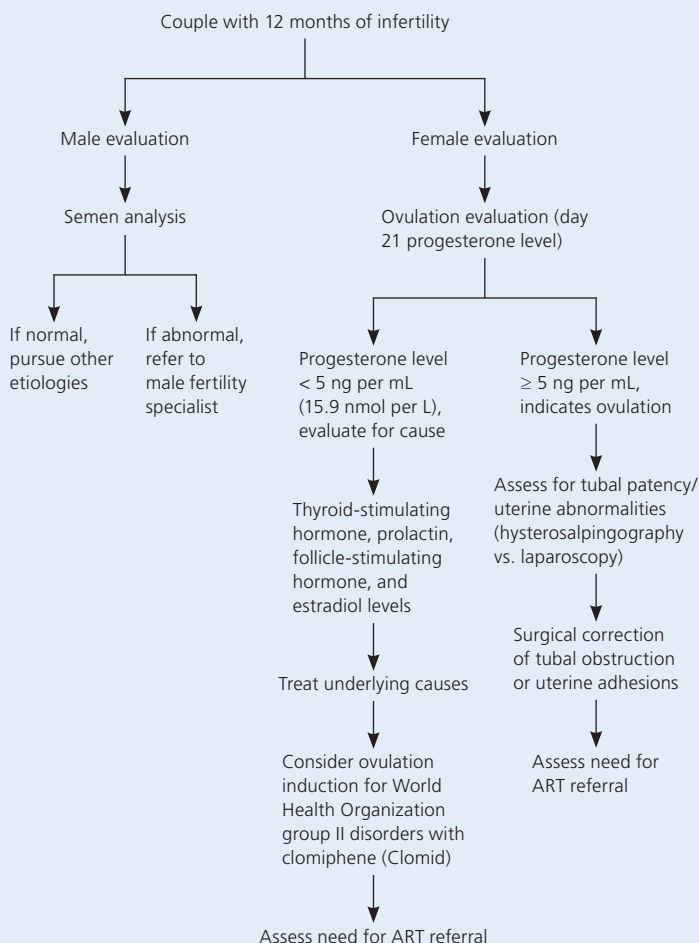 Couple with 12 months of infertility
Male evaluation
Female evaluation
Semen analysis
Ovulation evaluation (day
21 progesterone level)
If normal,
pursue other
etiologies
If abnormal,
refer to
male fertility
specialist
Progesterone level
< 5 ng per mL
(15.9 nmol per L),
evaluate for cause
Progesterone level
≥ 5 ng per mL,
indicates ovulation
Thyroid-stimulating
hormone, prolactin,
follicle-stimulating
hormone, and
estradiol levels
Assess for tubal patency/
uterine abnormalities
(hysterosalpingography
vs. laparoscopy)
Treat underlying causes
Surgical correction
of tubal obstruction
or uterine adhesions
Consider ovulation
induction for World
Health Organization
group II disorders with
clomiphene (Clomid)
Assess need for
ART referral
Assess need for ART referral